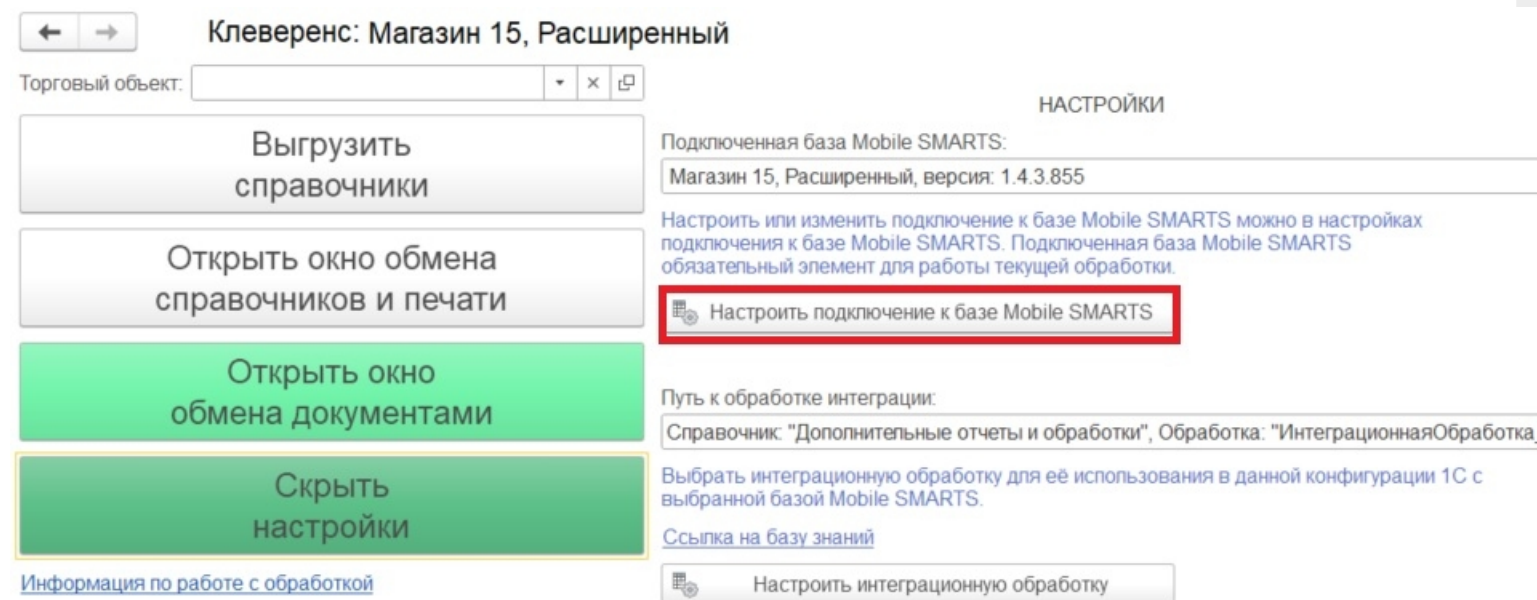 Клеверенс: Магазин 15, Расширенный
Торговый объект:
Выгрузить
справочники
Открыть окно обмена
справочников и печати
Открыть окно
обмена документами
Скрыть
настройки
Информация по работе с обработкой
НАСТРОЙКИ
Подключенная база Mobile SMARTS:
Магазин 15, Расширенный, версия: 1.4.3.855
Настроить или изменить подключение к базе Mobile SMARTS можно в настройках
подключения к базе Mobile SMARTS. Подключенная база Mobile SMARTS
обязательный элемент для работы текущей обработки.
Настроить подключение к базе Mobile SMARTS
Путь к обработке интеграции:
Справочник: "Дополнительные отчеты и обработки", Обработка: "ИнтеграционнаяОбработка_
Выбрать интеграционную обработку для её использования в данной конфигурации 1С с
выбранной базой Mobile SMARTS.
Ссылка на базу знаний
Настроить интеграционную обработку